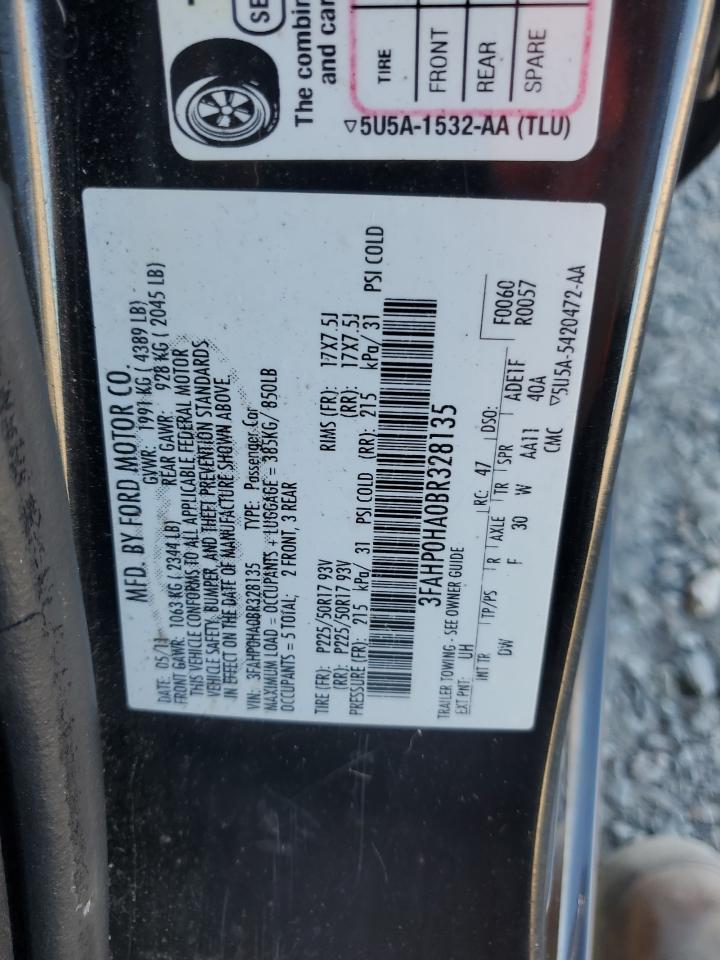 SE
The combin
and car
TIRE
FRONT
REAR
SPARE
▽5U5A-1532-AA (TLU)
MFD. BY FORD MOTOR CO.
DATE: 05/11 GVWR: 1991 KG ( 4389 LB)
FRONT GAWR: 1063 KG ( 2344 LB) REAR GAWR: 928 KG ( 2045 LB)
THIS VEHICLE CONFORMS TO ALL APPLICABLE FEDERAL MOTOR
VEHICLE SAFETY, BUMPER, AND THEFT PREVENTION STANDARDS
IN EFFECT ON THE DATE OF MANUFACTURE SHOWN ABOVE.
VIN: 3FAHP0HA0BR328135 TYPE: Passenger Car
MAXIMUM LOAD = OCCUPANTS + LUGGAGE = 385KG/ 850LB
OCCUPANTS = 5 TOTAL: 2 FRONT, 3 REAR
TIRE (FR): P225/50R17 93V RIMS (FR): 17X7.5J
(RR): P225/50R17 93V (RR): 17X7.5J
PRESSURE (FR): 215 kPa/ 31 PSI COLD (RR): 215 kPa/ 31 PSI COLD
3FAHP0HA0BR328135
TRAILER TOWING - SEE OWNER GUIDE
F0060
R0057
EXT PNT: UH RC: 47 DSO:
INT TR TP/PS R AXLE TR SPR ADE1F
DW F 30 W AA11 40A
CMC ▽5U5A-5420472-AA